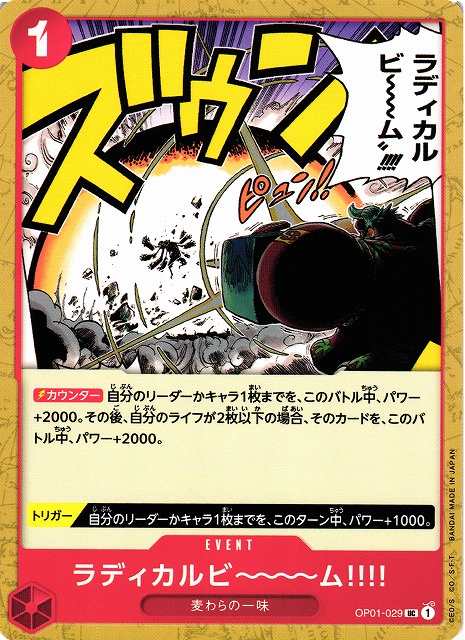 1
ズゥン
ラディカル
ビ〜〜〜ム!!!!
ピュン!!
カウンター 自分のリーダーかキャラ1枚までを、このバトル中、パワー
+2000。その後、自分のライフが2枚以下の場合、そのカードを、このバ
トル中、パワー+2000。
トリガー 自分のリーダーかキャラ1枚までを、このターン中、パワー+1000。
EVENT
ラディカルビ〜〜〜〜ム!!!!
麦わらの一味
OP01-029 UC 1
©E.O/S ©O/S・F・T BANDAI MADE IN JAPAN